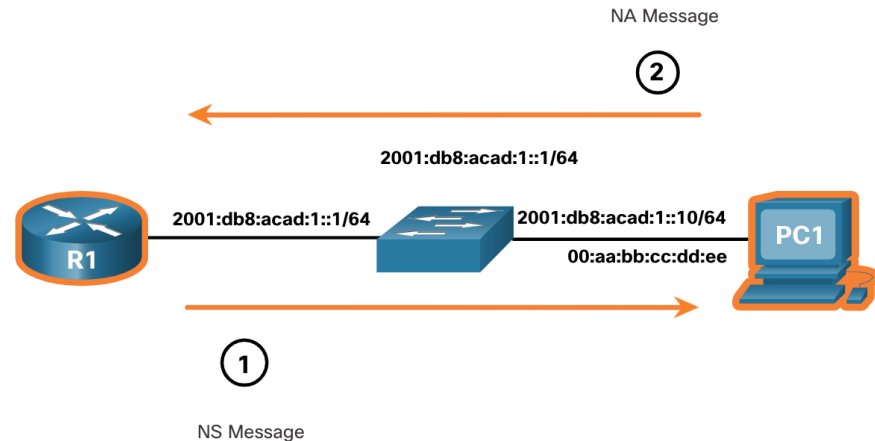 NA Message
2
2001:db8:acad:1::1/64
2001:db8:acad:1::1/64
2001:db8:acad:1::10/64
R1
PC1
00:aa:bb:cc:dd:ee
1
NS Message